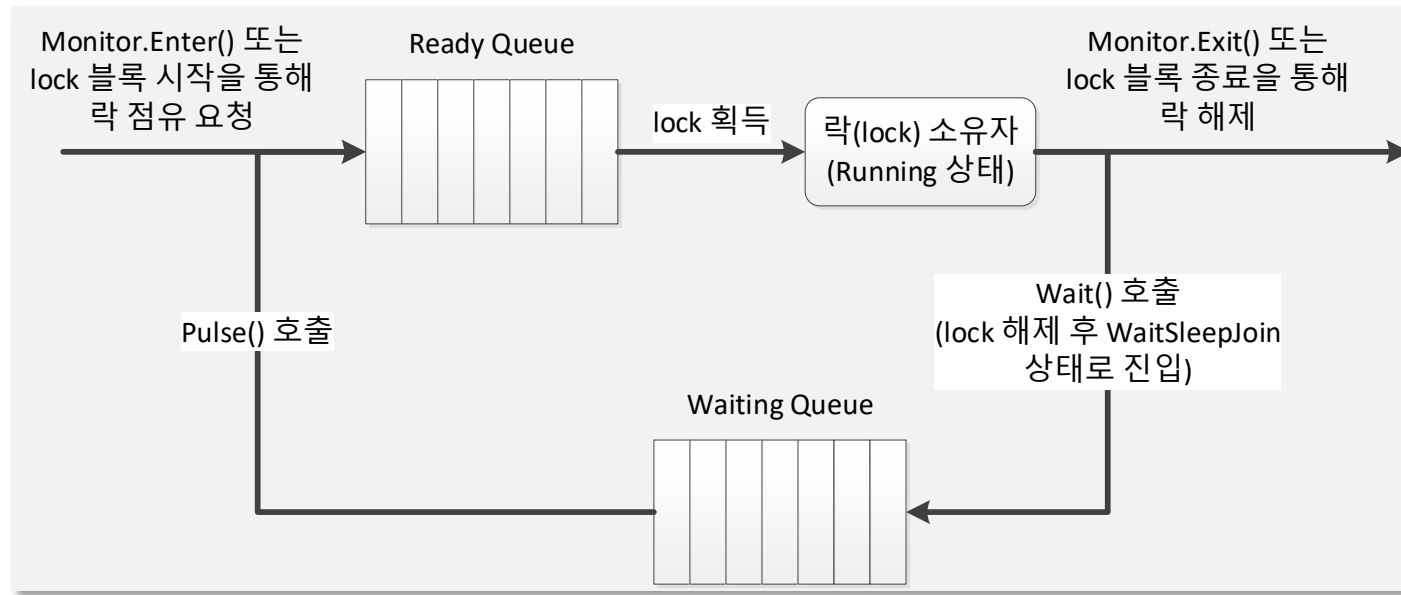 Monitor.Enter() 또는
lock 블록 시작을 통해
락 점유 요청
Ready Queue
lock 획득
락(lock) 소유자
(Running 상태)
Monitor.Exit() 또는
lock 블록 종료을 통해
락 해제
Pulse() 호출
Wait() 호출
(lock 해제 후 WaitSleepJoin
상태로 진입)
Waiting Queue